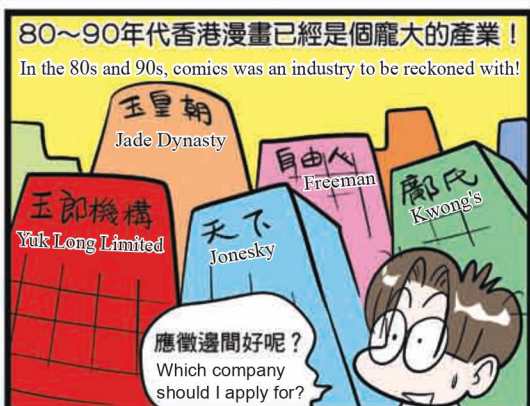 80～90年代香港漫畫已經是個龐大的產業！
In the 80s and 90s, comics was an industry to be reckoned with!
玉皇朝
Jade Dynasty
自由人
Freeman
鄺氏
Kwong's
玉郎機構
Yuk Long Limited
天下
Jonesky
應徵邊間好呢？
Which company
should I apply for?